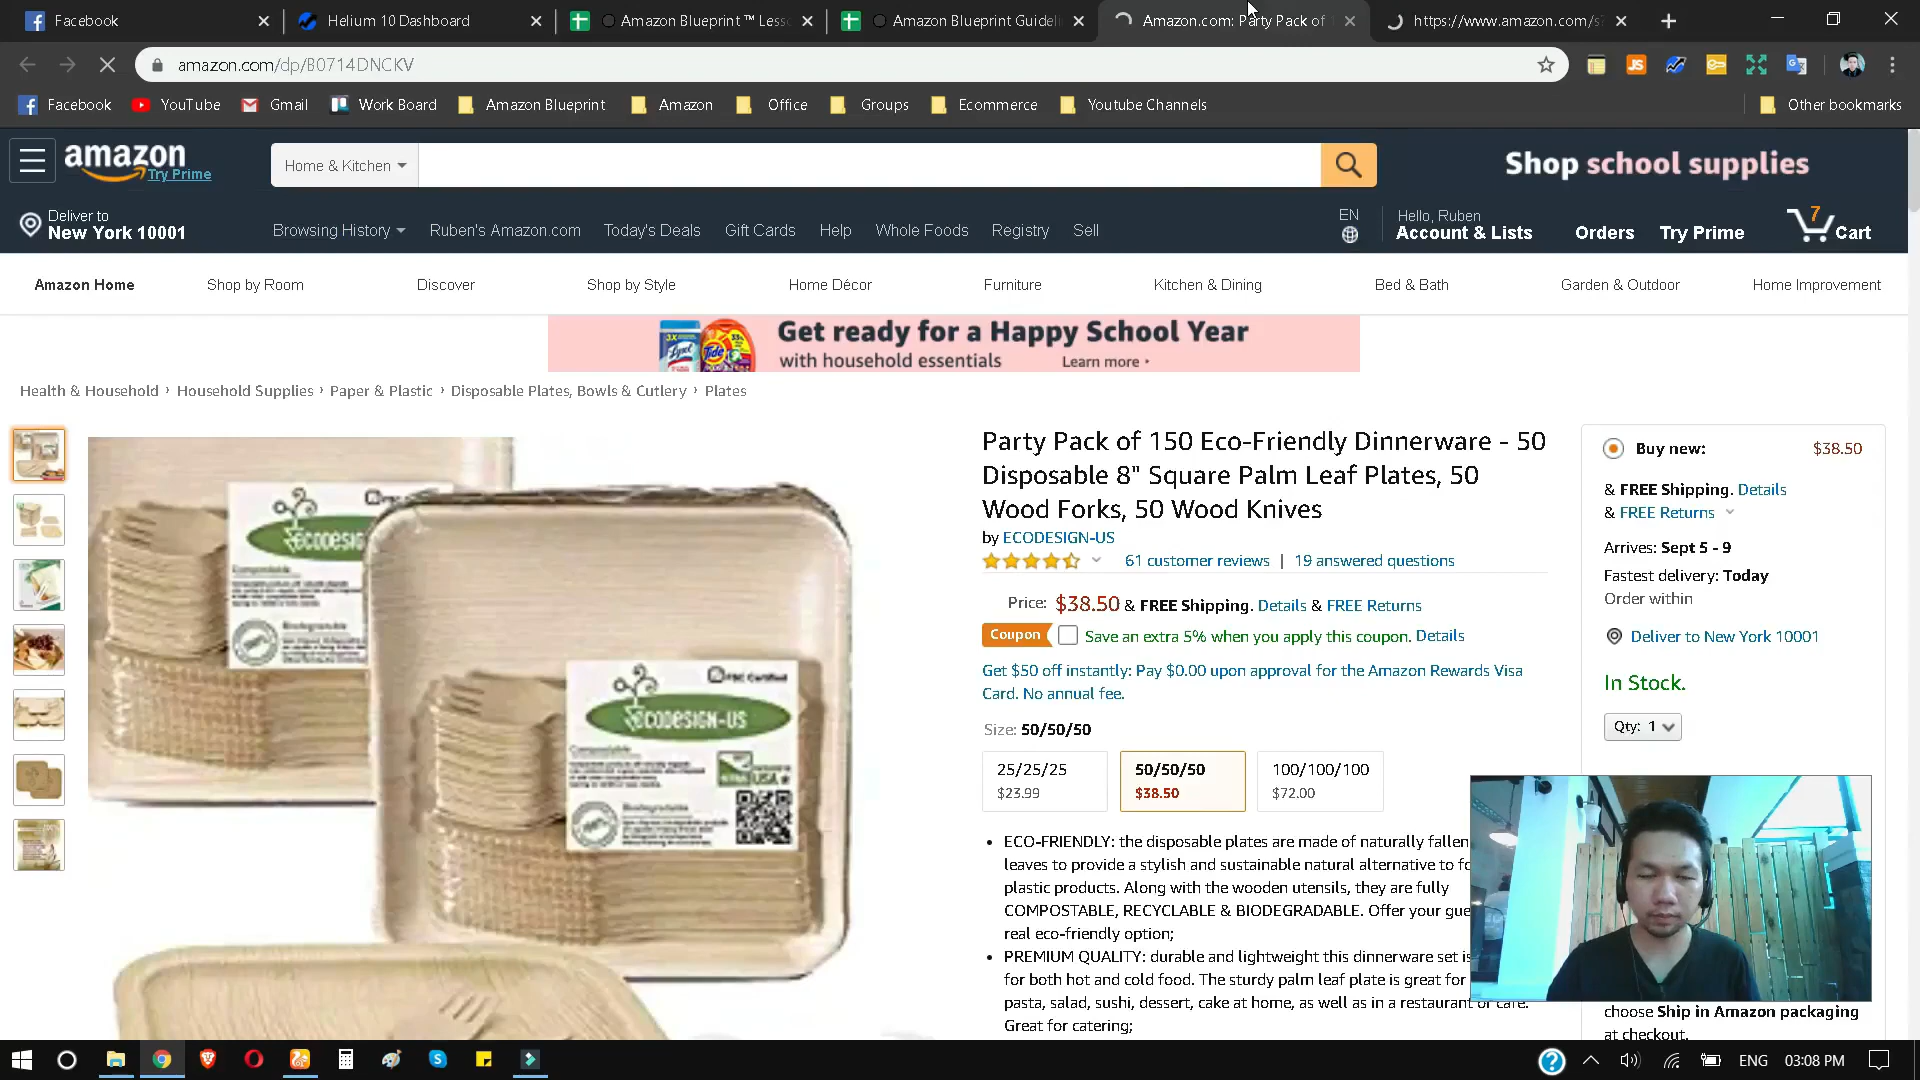 Facebook
Helium 10 Dashboard
Amazon Blueprint ™ Less
Amazon Blueprint Guidel
Amazon.com: Party Pack of 1
https://www.amazon.com/s
amazon.com/dp/B0714DNCKV
Facebook
YouTube
Gmail
Work Board
Amazon Blueprint
Amazon
Office
Groups
Ecommerce
Youtube Channels
Other bookmarks
amazon
Try Prime
Home & Kitchen
Shop school supplies
Deliver to
New York 10001
Browsing History
Ruben's Amazon.com
Today's Deals
Gift Cards
Help
Whole Foods
Registry
Sell
EN
Hello, Ruben
Account & Lists
Orders
Try Prime
7
Cart
Amazon Home
Shop by Room
Discover
Shop by Style
Home Décor
Furniture
Kitchen & Dining
Bed & Bath
Garden & Outdoor
Home Improvement
Get ready for a Happy School Year
with household essentials
Learn more ›
Lysol
Tide
Health & Household › Household Supplies › Paper & Plastic › Disposable Plates, Bowls & Cutlery › Plates
ECODESIG
FSC Certified
ECODESIGN-US
Compostable
USA
Biodegradable
Party Pack of 150 Eco-Friendly Dinnerware - 50
Disposable 8" Square Palm Leaf Plates, 50
Wood Forks, 50 Wood Knives
by ECODESIGN-US
61 customer reviews | 19 answered questions
Price: $38.50 & FREE Shipping. Details & FREE Returns
Coupon Save an extra 5% when you apply this coupon. Details
Get $50 off instantly: Pay $0.00 upon approval for the Amazon Rewards Visa
Card. No annual fee.
Size: 50/50/50
25/25/25
$23.99
50/50/50
$38.50
100/100/100
$72.00
• ECO-FRIENDLY: the disposable plates are made of naturally fallen
leaves to provide a stylish and sustainable natural alternative to fo
plastic products. Along with the wooden utensils, they are fully
COMPOSTABLE, RECYCLABLE & BIODEGRADABLE. Offer your gue
real eco-friendly option;
• PREMIUM QUALITY: durable and lightweight this dinnerware set is
for both hot and cold food. The sturdy palm leaf plate is great for
pasta, salad, sushi, dessert, cake at home, as well as in a restaurant or cafe.
Great for catering;
Buy new: $38.50
& FREE Shipping. Details
& FREE Returns
Arrives: Sept 5 - 9
Fastest delivery: Today
Order within
Deliver to New York 10001
In Stock.
Qty: 1
choose Ship in Amazon packaging
at checkout.
ENG
03:08 PM